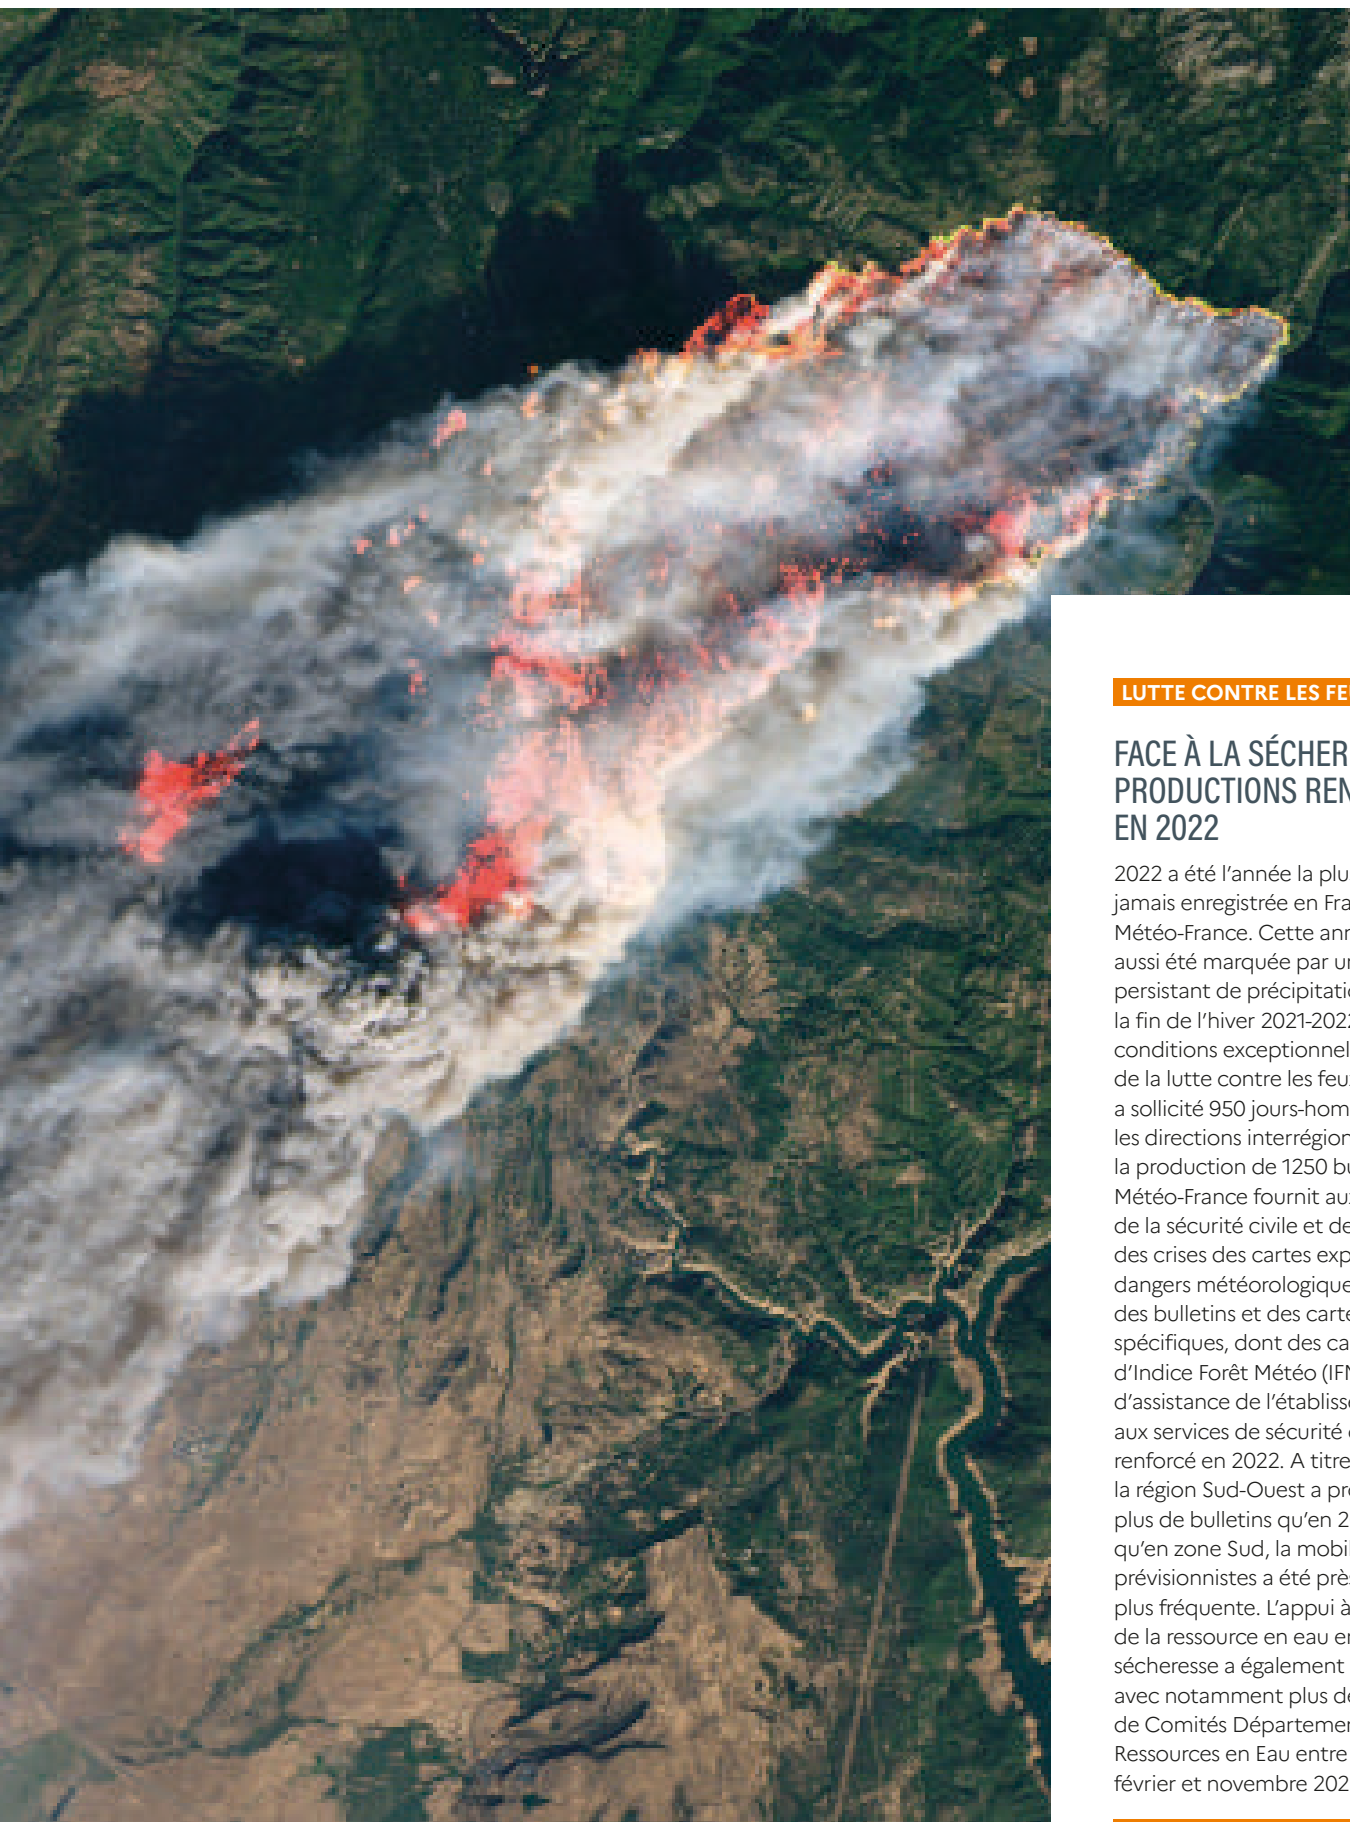 LUTTE CONTRE LES FE
FACE À LA SÉCHER
PRODUCTIONS REN
EN 2022
2022 a été l’année la plu
jamais enregistrée en Fra
Météo-France. Cette ann
aussi été marquée par un
persistant de précipitatio
la fin de l’hiver 2021-2022
conditions exceptionnel
de la lutte contre les feu
a sollicité 950 jours-hom
les directions interrégion
la production de 1250 bu
Météo-France fournit aux
de la sécurité civile et de
des crises des cartes exp
dangers météorologique
des bulletins et des carte
spécifiques, dont des ca
d’Indice Forêt Météo (IFM
d’assistance de l’établisse
aux services de sécurité
renforcé en 2022. A titre
la région Sud-Ouest a pr
plus de bulletins qu’en 2
qu’en zone Sud, la mobil
prévisionnistes a été près
plus fréquente. L’appui à
de la ressource en eau en
sécheresse a également
avec notamment plus de
de Comités Départemen
Ressources en Eau entre
février et novembre 202